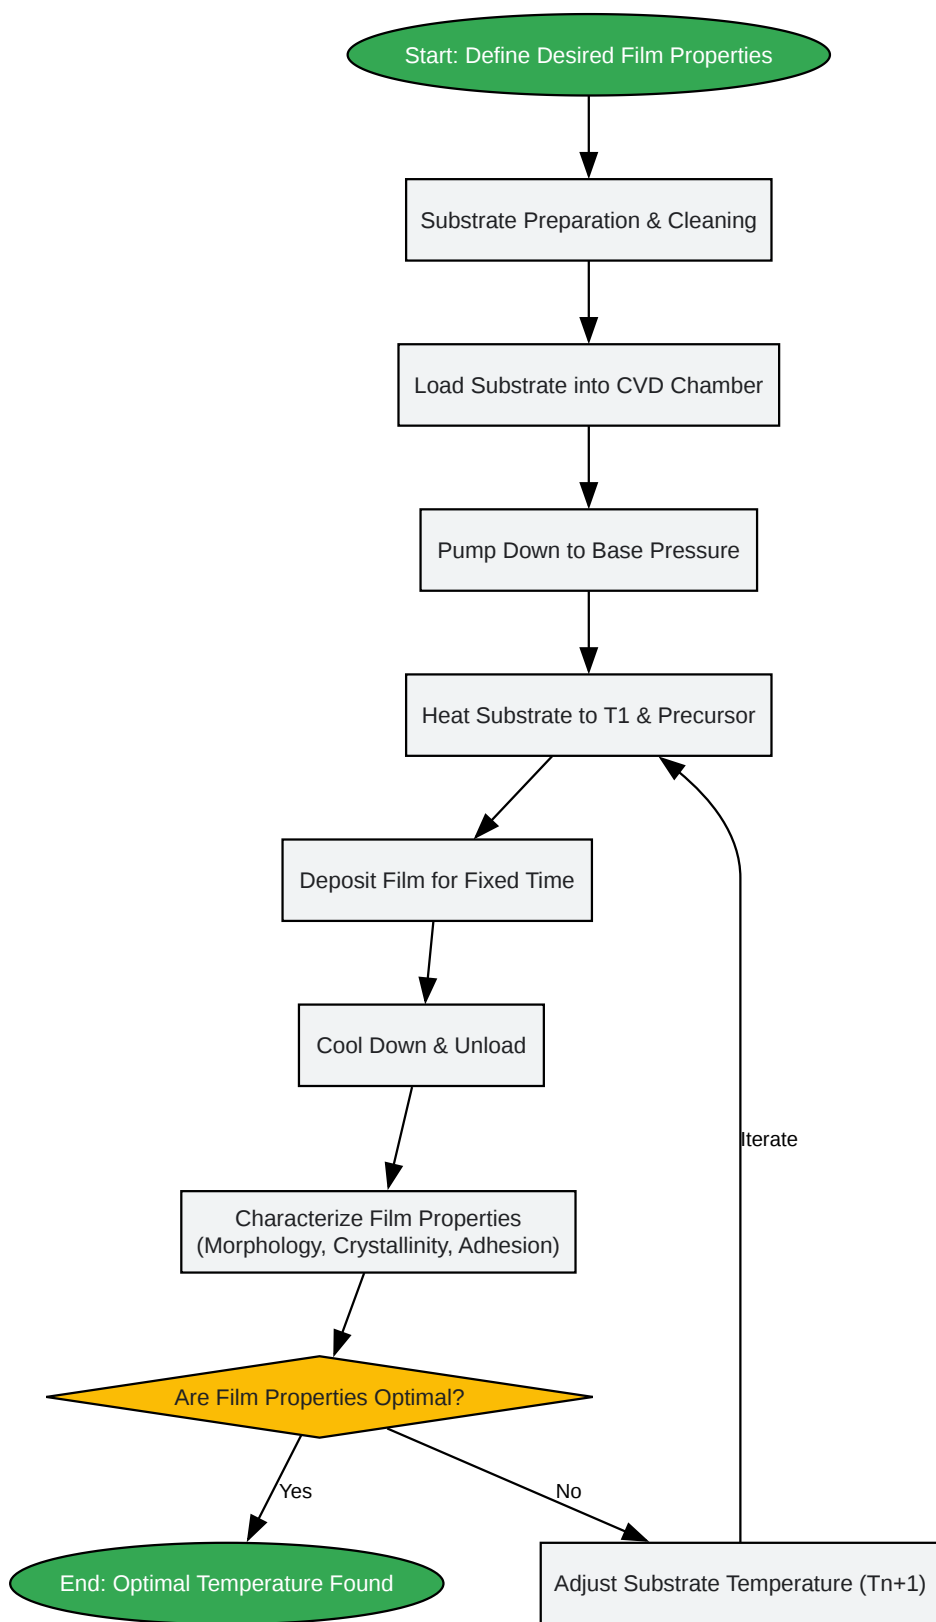 Start: Define Desired Film Properties
Substrate Preparation & Cleaning
Load Substrate into CVD Chamber
Pump Down to Base Pressure
Heat Substrate to T1 & Precursor
Deposit Film for Fixed Time
Cool Down & Unload
Iterate
Characterize Film Properties
(Morphology, Crystallinity, Adhesion)
Are Film Properties Optimal?
Yes
No
End: Optimal Temperature Found
Adjust Substrate Temperature (Tn+1)